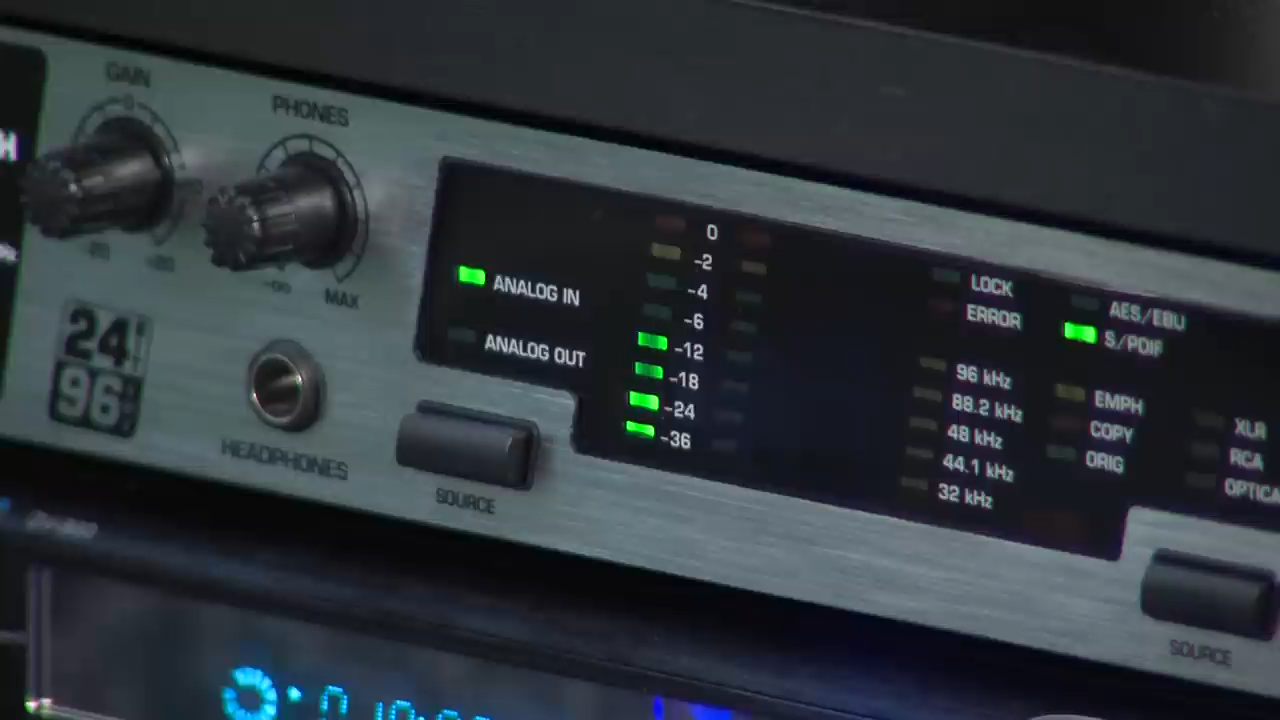 GAIN
0
PHONES
-∞
MAX
24
96
HEADPHONES
ANALOG IN
ANALOG OUT
SOURCE
0
-2
-4
-6
-12
-18
-24
-36
LOCK
ERROR
96 kHz
88.2 kHz
48 kHz
44.1 kHz
32 kHz
AES/EBU
S/PDIF
EMPH
COPY
ORIG
XLR
RCA
OPTICA
SOURCE